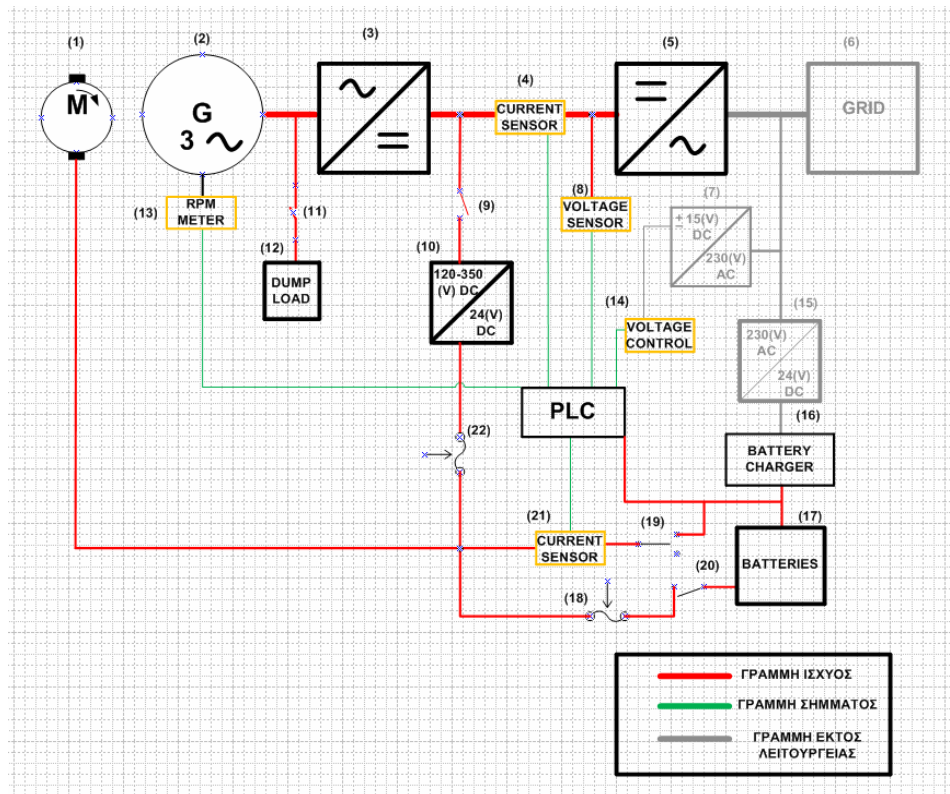 (1)
(2)
(3)
(4)
(5)
(6)
M
G
3
CURRENT
SENSOR
GRID
(13)
RPM
METER
(11)
(12)
DUMP
LOAD
(9)
(10)
120-350
(V) DC
24(V)
DC
(8)
VOLTAGE
SENSOR
(7)
+ 15(V)
DC
230(V)
AC
(14)
VOLTAGE
CONTROL
(15)
230(V)
AC
24(V)
DC
PLC
(16)
BATTERY
CHARGER
(22)
(21)
CURRENT
SENSOR
(19)
(17)
BATTERIES
(20)
(18)
ΓΡΑΜΜΗ ΙΣΧΥΟΣ
ΓΡΑΜΜΗ ΣΗΜΜΑΤΟΣ
ΓΡΑΜΜΗ ΕΚΤΟΣ
ΛΕΙΤΟΥΡΓΕΙΑΣ